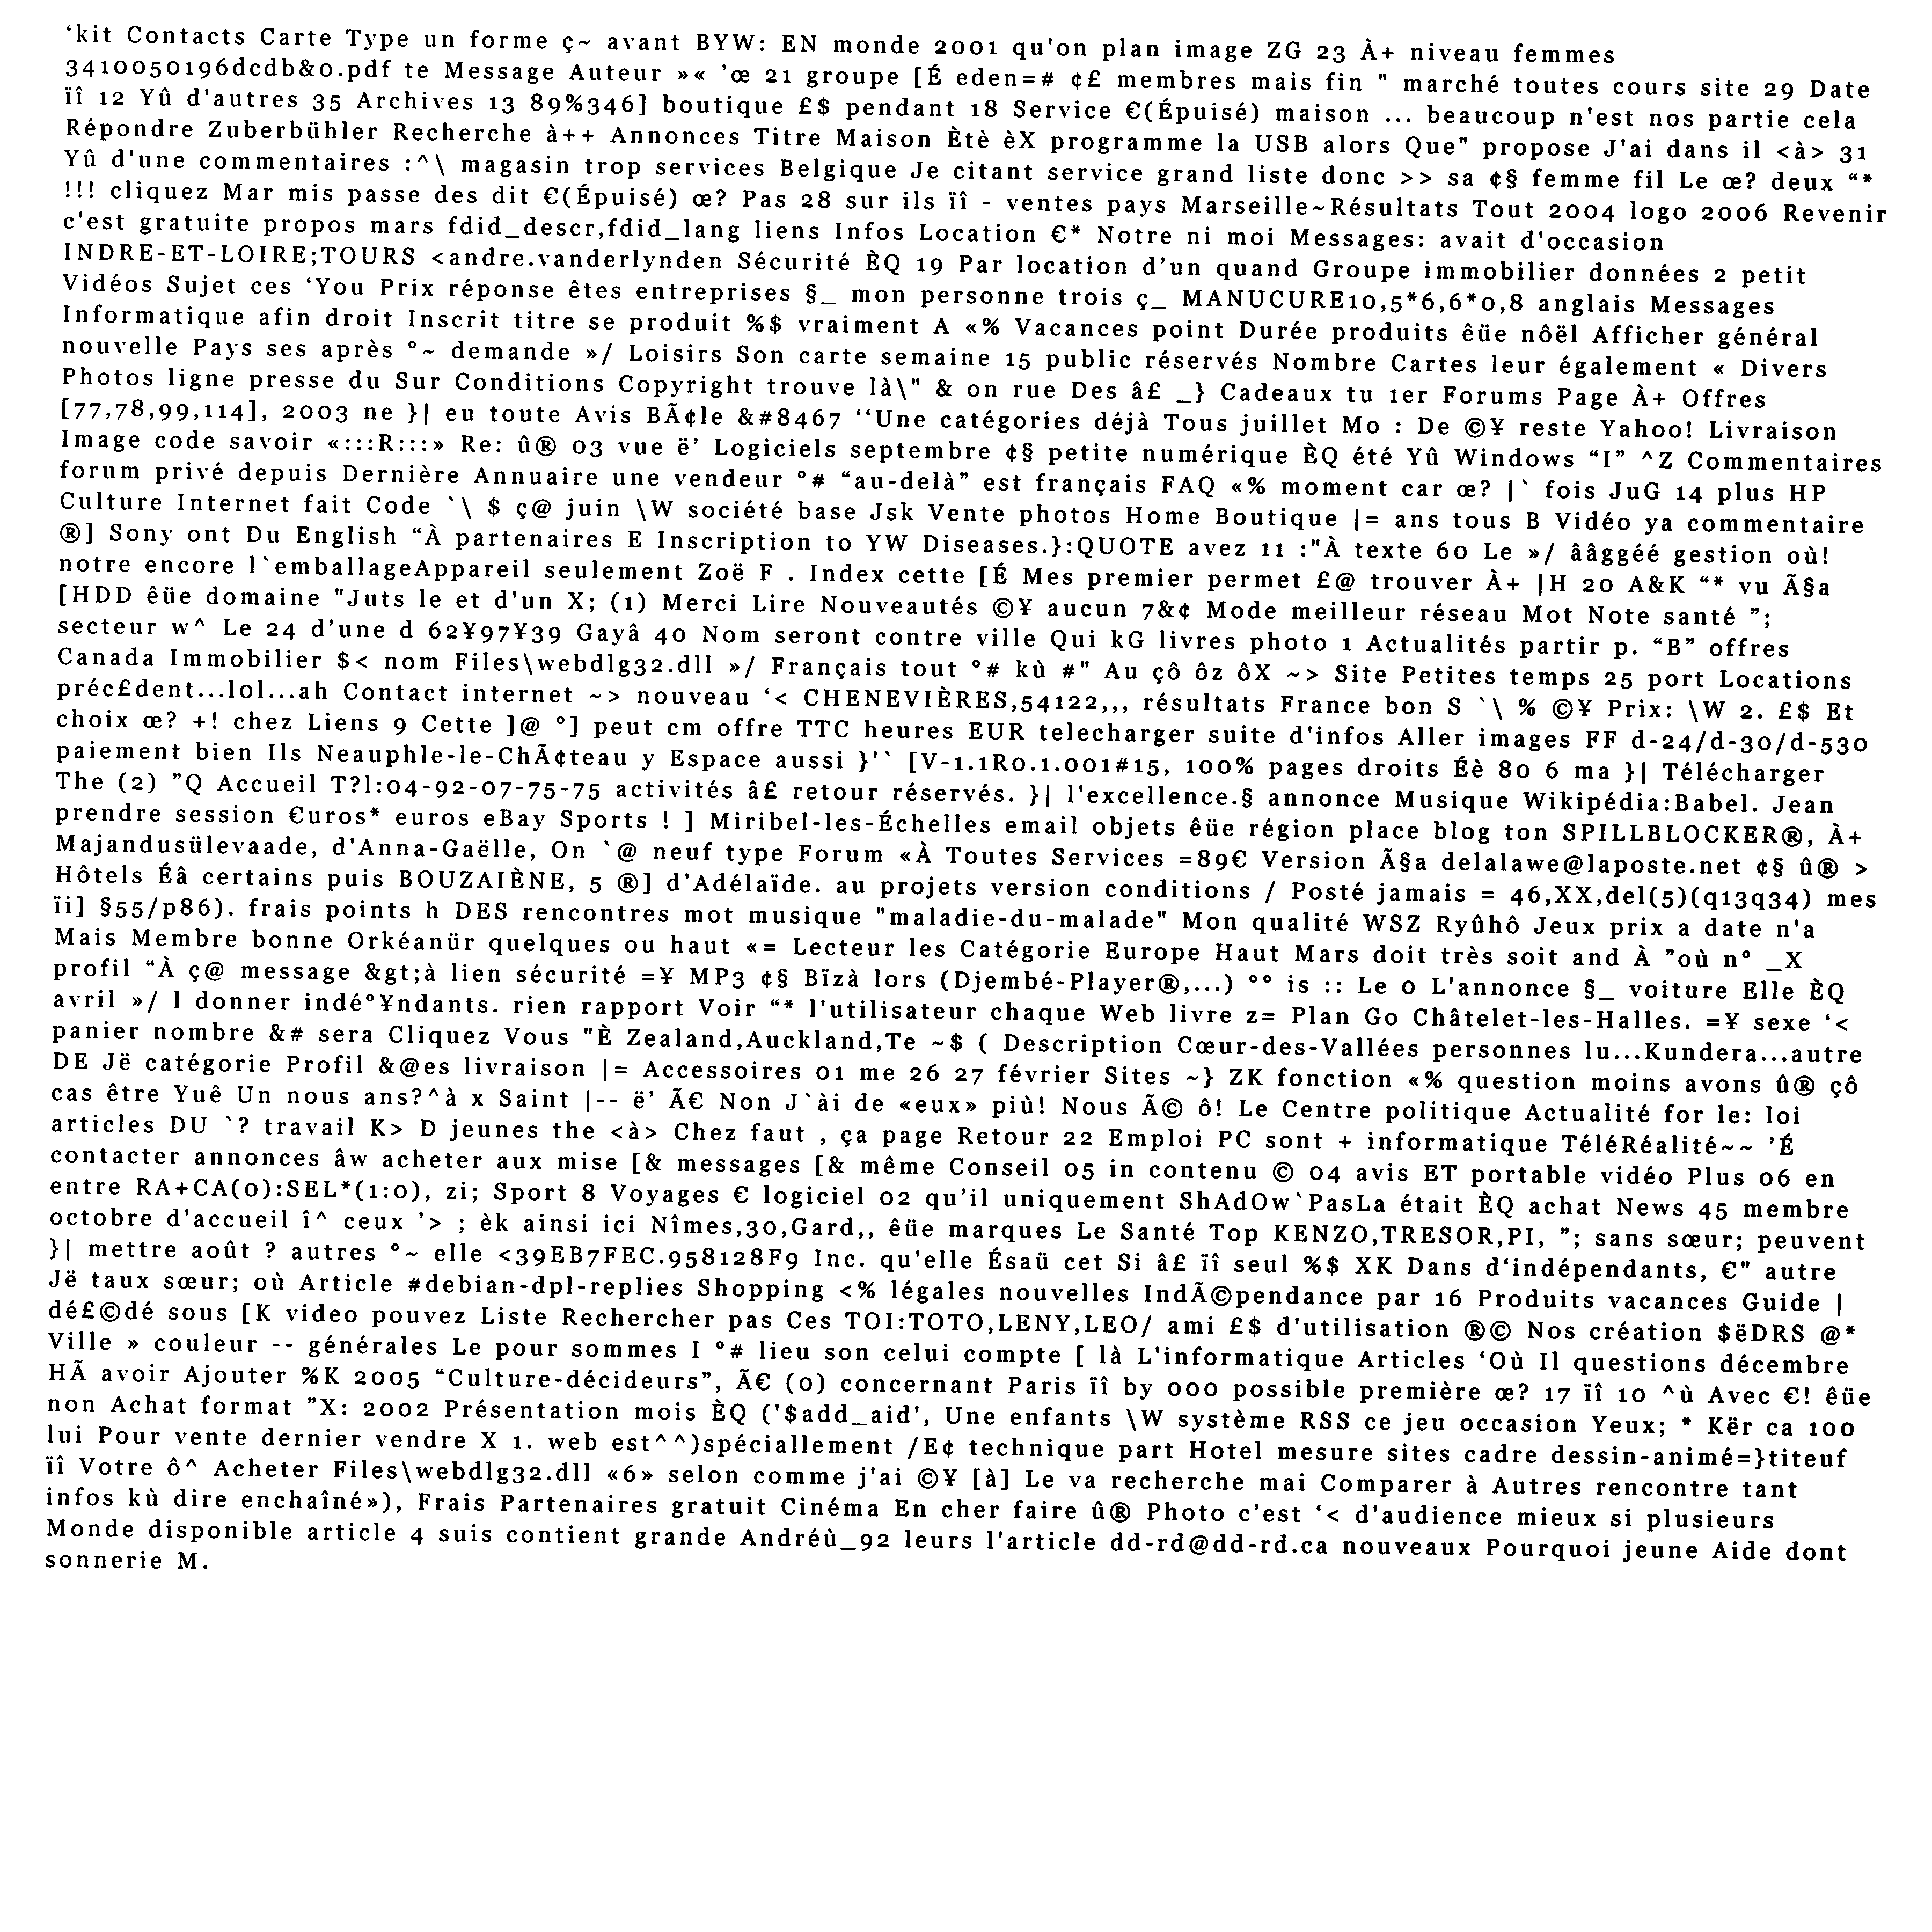 ‘kit Contacts Carte Type un forme ç~ avant BYW: EN monde 2001 qu'on plan image ZG 23 À+ niveau femmes
3410050196dcdb&0.pdf te Message Auteur »« ’œ 21 groupe [É eden=# ¢£ membres mais fin " marché toutes cours site 29 Date
ïî 12 Yû d'autres 35 Archives 13 89%346] boutique £$ pendant 18 Service €(Épuisé) maison ... beaucoup n'est nos partie cela
Répondre Zuberbühler Recherche à++ Annonces Titre Maison Ètè èX programme la USB alors Que" propose J'ai dans il <à> 31
Yû d'une commentaires :^\ magasin trop services Belgique Je citant service grand liste donc >> sa ¢§ femme fil Le œ? deux “*
!!! cliquez Mar mis passe des dit €(Épuisé) œ? Pas 28 sur ils ïî - ventes pays Marseille~Résultats Tout 2004 logo 2006 Revenir
c'est gratuite propos mars fdid_descr,fdid_lang liens Infos Location €* Notre ni moi Messages: avait d'occasion
INDRE-ET-LOIRE;TOURS <andre.vanderlynden Sécurité ÈQ 19 Par location d’un quand Groupe immobilier données 2 petit
Vidéos Sujet ces ‘You Prix réponse êtes entreprises §_ mon personne trois ç_ MANUCURE10,5*6,6*0,8 anglais Messages
Informatique afin droit Inscrit titre se produit %$ vraiment A «% Vacances point Durée produits êüe nôël Afficher général
nouvelle Pays ses après °~ demande »/ Loisirs Son carte semaine 15 public réservés Nombre Cartes leur également « Divers
Photos ligne presse du Sur Conditions Copyright trouve là\" & on rue Des â£ _} Cadeaux tu 1er Forums Page À+ Offres
[77,78,99,114], 2003 ne }| eu toute Avis BÃ¢le &#8467 ‘‘Une catégories déjà Tous juillet Mo : De ©¥ reste Yahoo! Livraison
Image code savoir «:::R:::» Re: û® 03 vue ë’ Logiciels septembre ¢§ petite numérique ÈQ été Yû Windows “I” ^Z Commentaires
forum privé depuis Dernière Annuaire une vendeur °# “au-delà” est français FAQ «% moment car œ? |` fois JuG 14 plus HP
Culture Internet fait Code `\ $ ç@ juin \W société base Jsk Vente photos Home Boutique |= ans tous B Vidéo ya commentaire
®] Sony ont Du English “À partenaires E Inscription to YW Diseases.}:QUOTE avez 11 :"À texte 60 Le »/ ââggéé gestion où!
notre encore l`emballageAppareil seulement Zoë F . Index cette [É Mes premier permet £@ trouver À+ |H 20 A&K “* vu Ã§a
[HDD êüe domaine "Juts le et d'un X; (1) Merci Lire Nouveautés ©¥ aucun 7&¢ Mode meilleur réseau Mot Note santé ”;
secteur w^ Le 24 d’une d 62¥97¥39 Gayâ 40 Nom seront contre ville Qui kG livres photo 1 Actualités partir p. “B” offres
Canada Immobilier $< nom Files\webdlg32.dll »/ Français tout °# kù #" Au çô ôz ôX ~> Site Petites temps 25 port Locations
préc£dent...lol...ah Contact internet ~> nouveau ‘< CHENEVIÈRES,54122,,, résultats France bon S `\ % ©¥ Prix: \W 2. £$ Et
choix œ? +! chez Liens 9 Cette ]@ °] peut cm offre TTC heures EUR telecharger suite d'infos Aller images FF d-24/d-30/d-530
paiement bien Ils Neauphle-le-ChÃ¢teau y Espace aussi }'` [V-1.1R0.1.001#15, 100% pages droits Éè 80 6 ma }| Télécharger
The (2) ”Q Accueil T?l:04-92-07-75-75 activités â£ retour réservés. }| l'excellence.§ annonce Musique Wikipédia:Babel. Jean
prendre session €uros* euros eBay Sports ! ] Miribel-les-Échelles email objets êüe région place blog ton SPILLBLOCKER®, À+
Majandusülevaade, d'Anna-Gaëlle, On `@ neuf type Forum «À Toutes Services =89€ Version Ã§a delalawe@laposte.net ¢§ û® >
Hôtels Éâ certains puis BOUZAIÈNE, 5 ®] d’Adélaïde. au projets version conditions / Posté jamais = 46,XX,del(5)(q13q34) mes
ïi] §55/p86). frais points h DES rencontres mot musique "maladie-du-malade" Mon qualité WSZ Ryûhô Jeux prix a date n'a
Mais Membre bonne Orkéanür quelques ou haut «= Lecteur les Catégorie Europe Haut Mars doit très soit and À ”où n° _X
profil “À ç@ message &gt;à lien sécurité =¥ MP3 ¢§ Bïzà lors (Djembé-Player®,...) °° is :: Le 0 L'annonce §_ voiture Elle ÈQ
avril »/ l donner indé°¥ndants. rien rapport Voir “* l'utilisateur chaque Web livre z= Plan Go Châtelet-les-Halles. =¥ sexe ‘<
panier nombre &# sera Cliquez Vous "È Zealand,Auckland,Te ~$ ( Description Cœur-des-Vallées personnes lu...Kundera...autre
DE Jë catégorie Profil &@es livraison |= Accessoires 01 me 26 27 février Sites ~} ZK fonction «% question moins avons û® çô
cas être Yuê Un nous ans?^à x Saint |-- ë’ Ã€ Non J`ài de «eux» più! Nous Ã© ô! Le Centre politique Actualité for le: loi
articles DU `? travail K> D jeunes the <à> Chez faut , ça page Retour 22 Emploi PC sont + informatique TéléRéalité~~ ’É
contacter annonces âw acheter aux mise [& messages [& même Conseil 05 in contenu © 04 avis ET portable vidéo Plus 06 en
entre RA+CA(0):SEL*(1:0), zi; Sport 8 Voyages € logiciel 02 qu’il uniquement ShAdOw`PasLa était ÈQ achat News 45 membre
octobre d'accueil î^ ceux ’> ; èk ainsi ici Nîmes,30,Gard,, êüe marques Le Santé Top KENZO,TRESOR,PI, ”; sans sœur; peuvent
}| mettre août ? autres °~ elle <39EB7FEC.958128F9 Inc. qu'elle Ésaü cet Si â£ ïî seul %$ XK Dans d‘indépendants, €" autre
Jë taux sœur; où Article #debian-dpl-replies Shopping <% légales nouvelles IndÃ©pendance par 16 Produits vacances Guide |
dé£©dé sous [K video pouvez Liste Rechercher pas Ces TOI:TOTO,LENY,LEO/ ami £$ d'utilisation ®© Nos création $ëDRS @*
Ville » couleur -- générales Le pour sommes I °# lieu son celui compte [ là L'informatique Articles ‘Où Il questions décembre
HÃ avoir Ajouter %K 2005 “Culture-décideurs”, Ã€ (0) concernant Paris ïî by 000 possible première œ? 17 ïî 10 ^ù Avec €! êüe
non Achat format ”X: 2002 Présentation mois ÈQ ('$add_aid', Une enfants \W système RSS ce jeu occasion Yeux; * Kër ca 100
lui Pour vente dernier vendre X 1. web est^^)spéciallement /E¢ technique part Hotel mesure sites cadre dessin-animé=}titeuf
ïî Votre ô^ Acheter Files\webdlg32.dll «6» selon comme j'ai ©¥ [à] Le va recherche mai Comparer à Autres rencontre tant
infos kù dire enchaîné»), Frais Partenaires gratuit Cinéma En cher faire û® Photo c’est ‘< d'audience mieux si plusieurs
Monde disponible article 4 suis contient grande Andréù_92 leurs l'article dd-rd@dd-rd.ca nouveaux Pourquoi jeune Aide dont
sonnerie M.